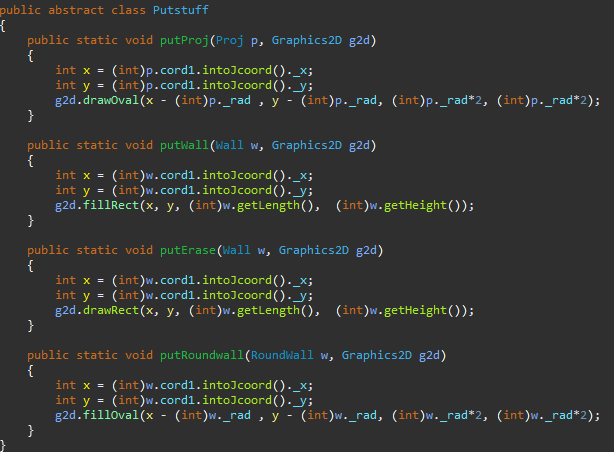 public abstract class Putstuff
{
    public static void putProj(Proj p, Graphics2D g2d)
    {
        int x = (int)p.cord1.intoJcoord()._x;
        int y = (int)p.cord1.intoJcoord()._y;
        g2d.drawOval(x - (int)p._rad , y - (int)p._rad, (int)p._rad*2, (int)p._rad*2);
    }
    public static void putWall(Wall w, Graphics2D g2d)
    {
        int x = (int)w.cord1.intoJcoord()._x;
        int y = (int)w.cord1.intoJcoord()._y;
        g2d.fillRect(x, y, (int)w.getLength(),  (int)w.getHeight());
    }
    public static void putErase(Wall w, Graphics2D g2d)
    {
        int x = (int)w.cord1.intoJcoord()._x;
        int y = (int)w.cord1.intoJcoord()._y;
        g2d.drawRect(x, y, (int)w.getLength(),  (int)w.getHeight());
    }
    public static void putRoundwall(RoundWall w, Graphics2D g2d)
    {
        int x = (int)w.cord1.intoJcoord()._x;
        int y = (int)w.cord1.intoJcoord()._y;
        g2d.fillOval(x - (int)w._rad , y - (int)w._rad, (int)w._rad*2, (int)w._rad*2);
    }
}